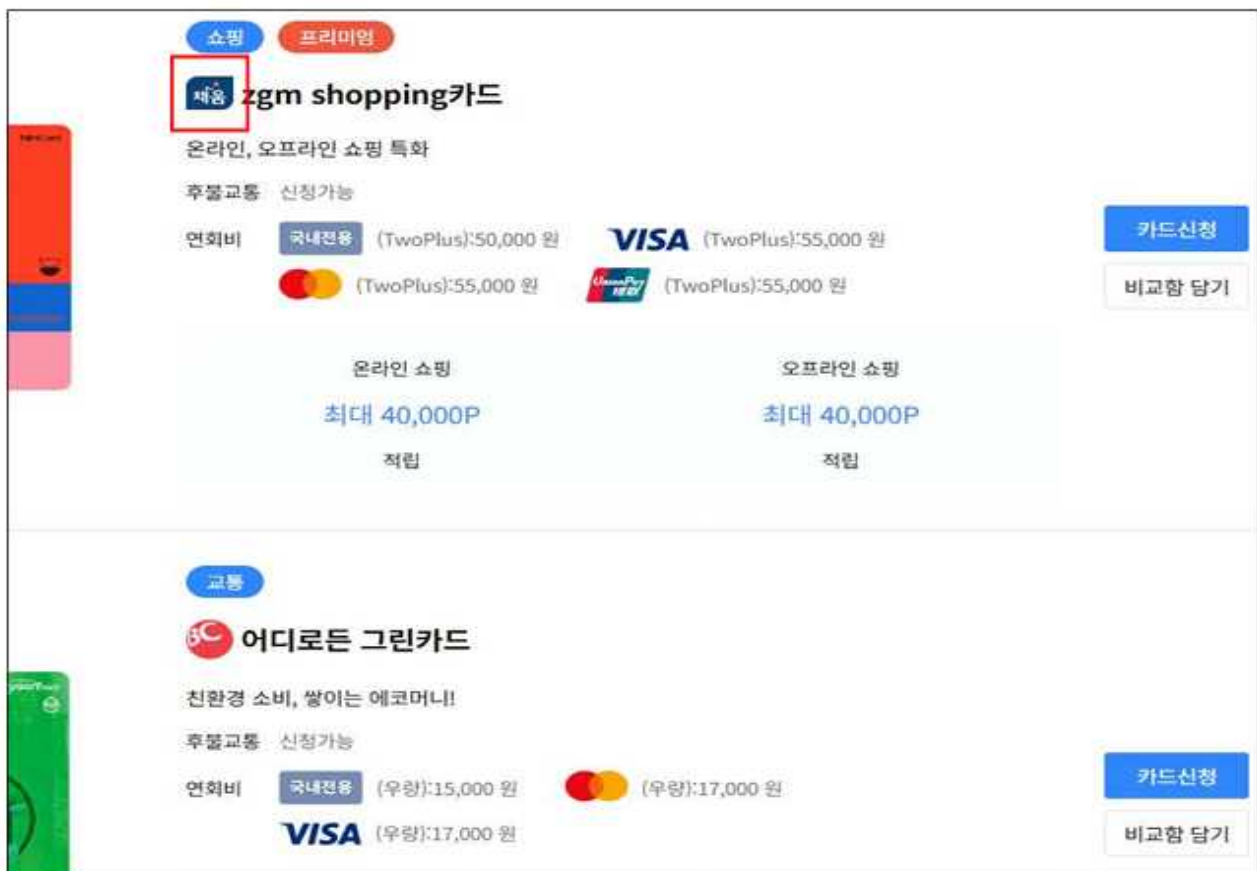 쇼핑 프리미엄
채움 zgm shopping카드
온라인, 오프라인 쇼핑 특화
후불교통 신청가능
연회비 국내전용 (TwoPlus):50,000 원 VISA (TwoPlus):55,000 원
카드신청
(TwoPlus):55,000 원 UnionPay 银联 (TwoPlus):55,000 원
비교함 담기
온라인 쇼핑 오프라인 쇼핑
최대 40,000P 최대 40,000P
적립 적립
교통
BC 어디로든 그린카드
친환경 소비, 쌓이는 에코머니!
후불교통 신청가능
연회비 국내전용 (우량):15,000 원 (우량):17,000 원
카드신청
VISA (우량):17,000 원
비교함 담기